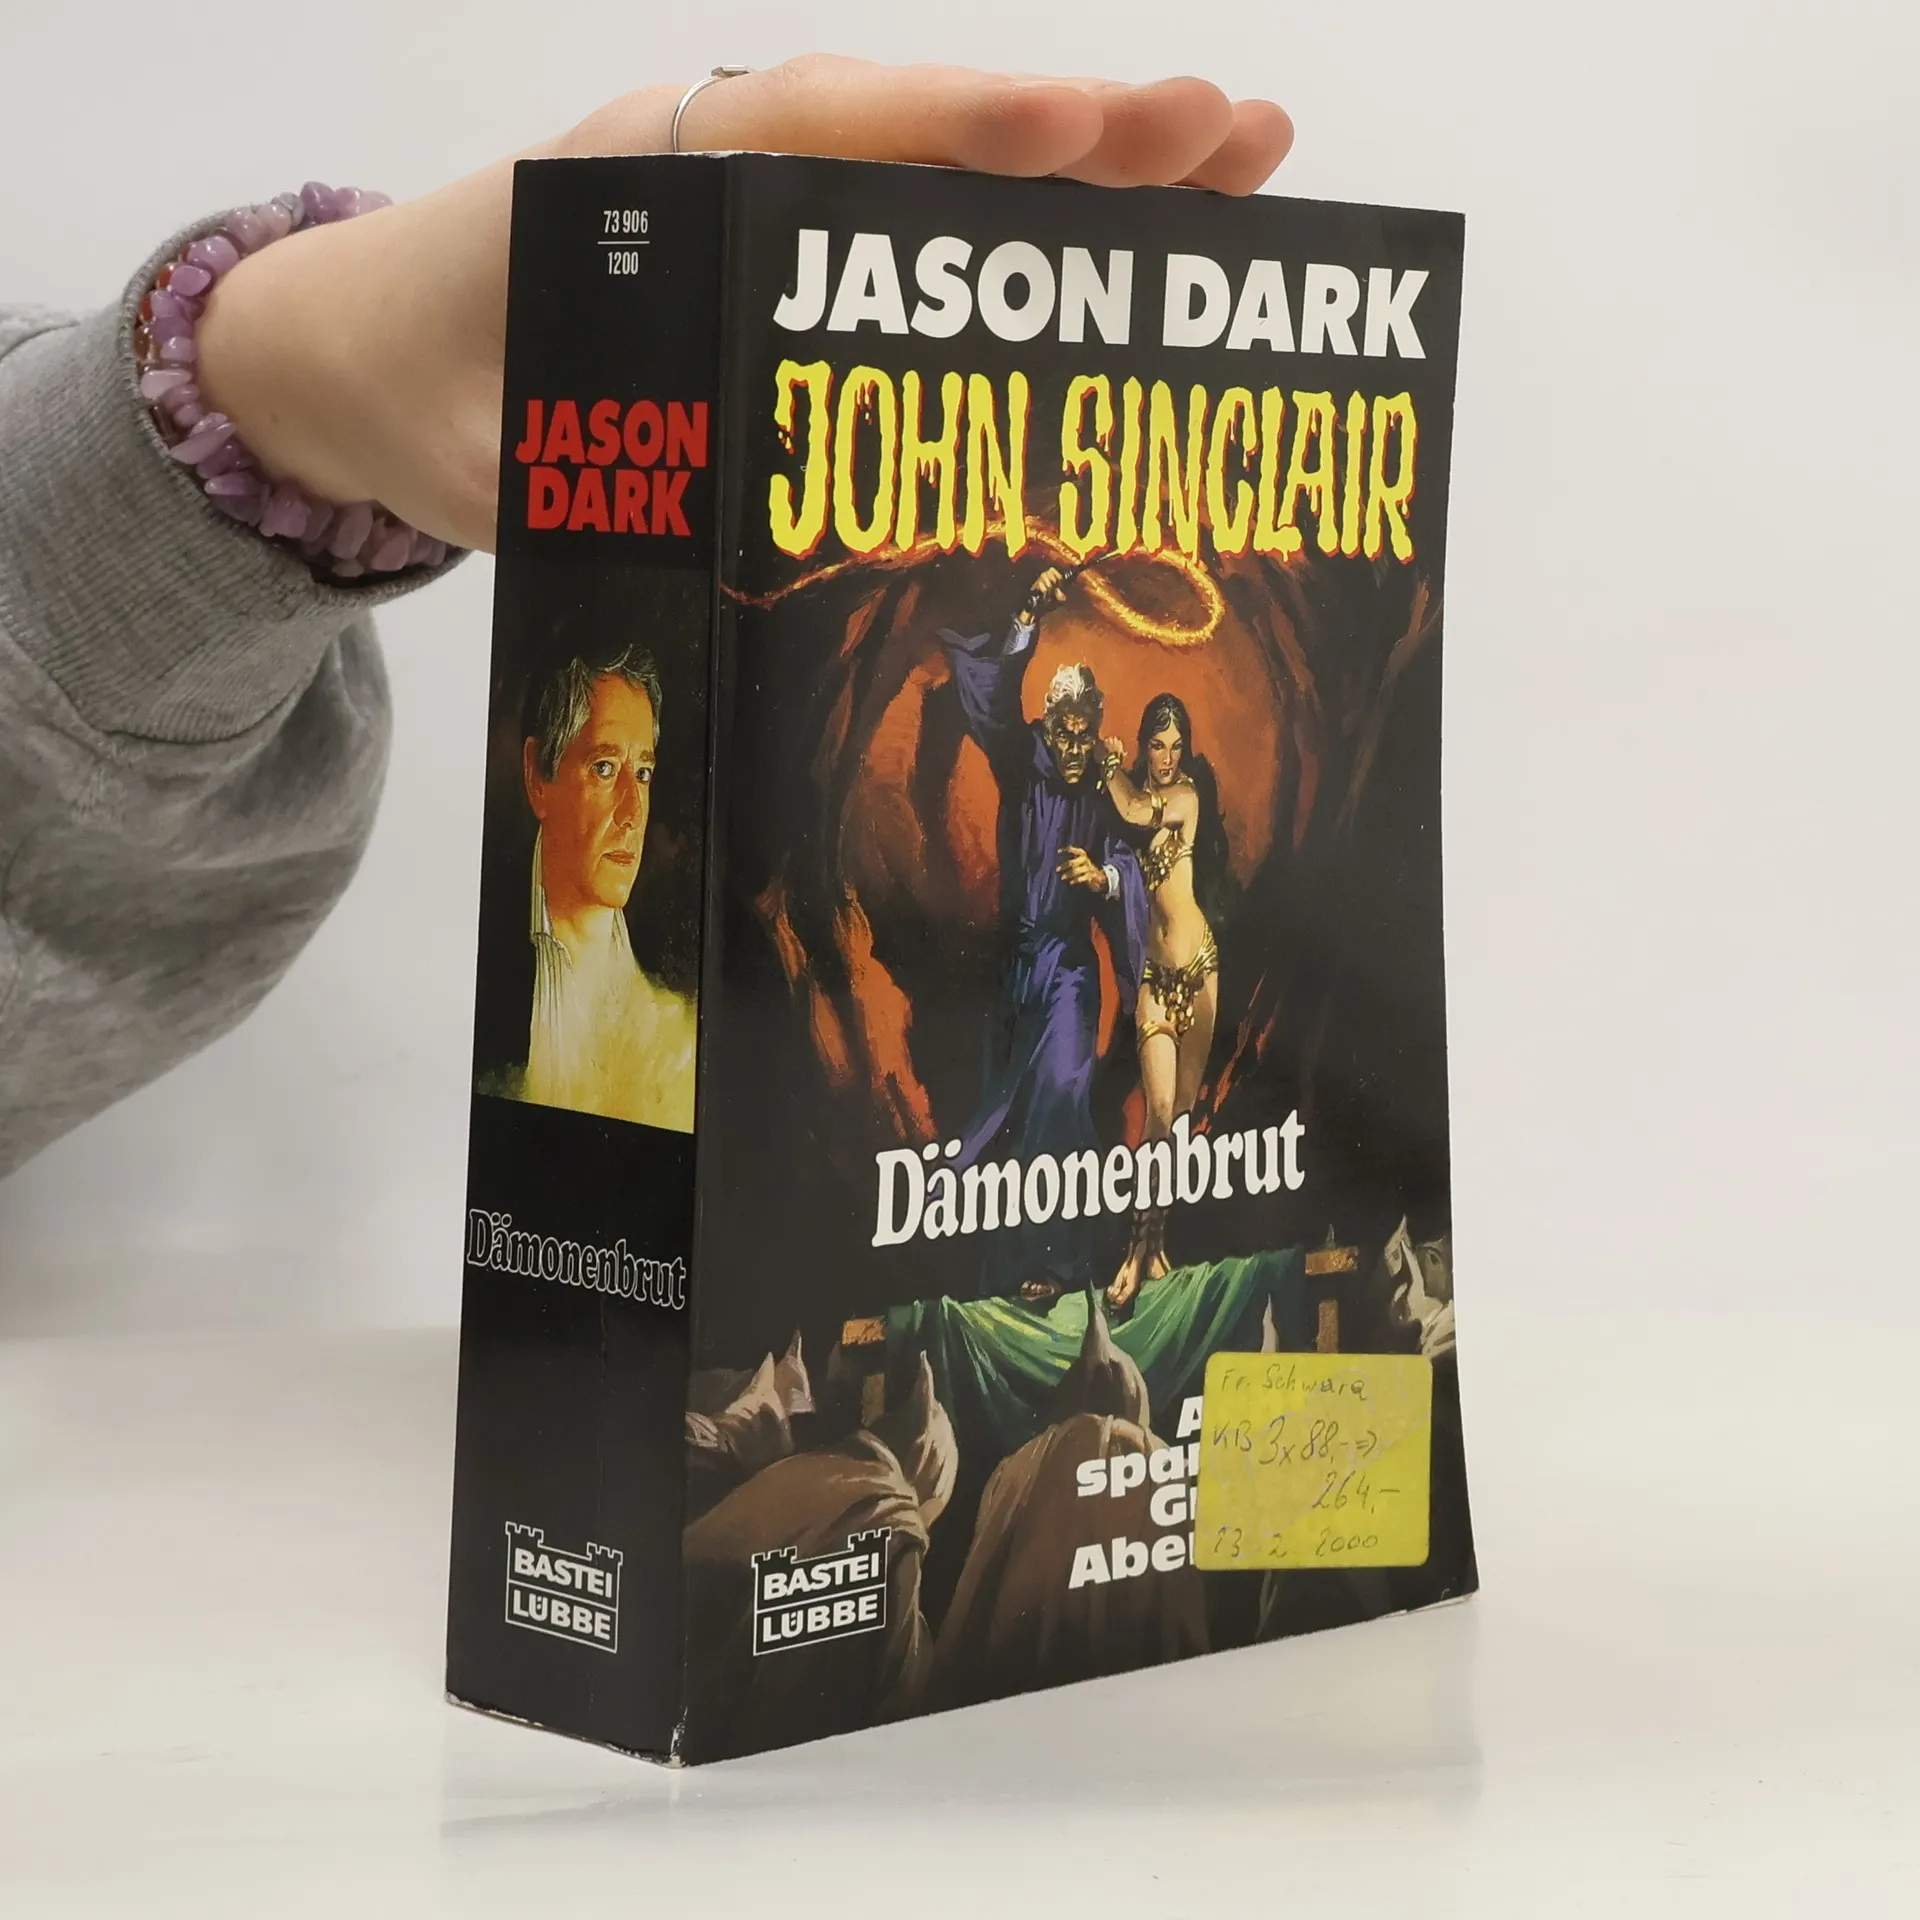 73 906
1200
JASON
DARK
Dämonenbrut
BASTEI
LÜBBE
JASON DARK
JOHN SINCLAIR
Dämonenbrut
Fr. Schwarz
KB 3x88,- ⇒
264,-
23 2 2000
BASTEI
LÜBBE